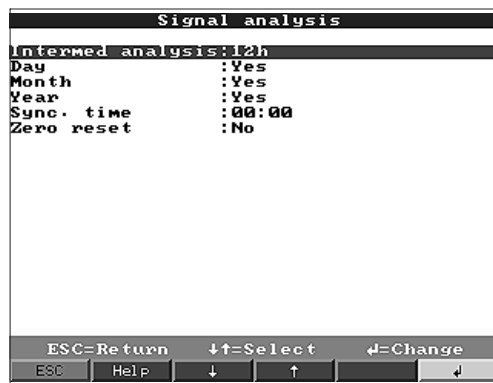 Signal analysis
Intermed analysis:12h
Day :Yes
Month :Yes
Year :Yes
Sync. time :00:00
Zero reset :No
ESC=Return ↓↑=Select ↲=Change
ESC Help ↓ ↑ ↲